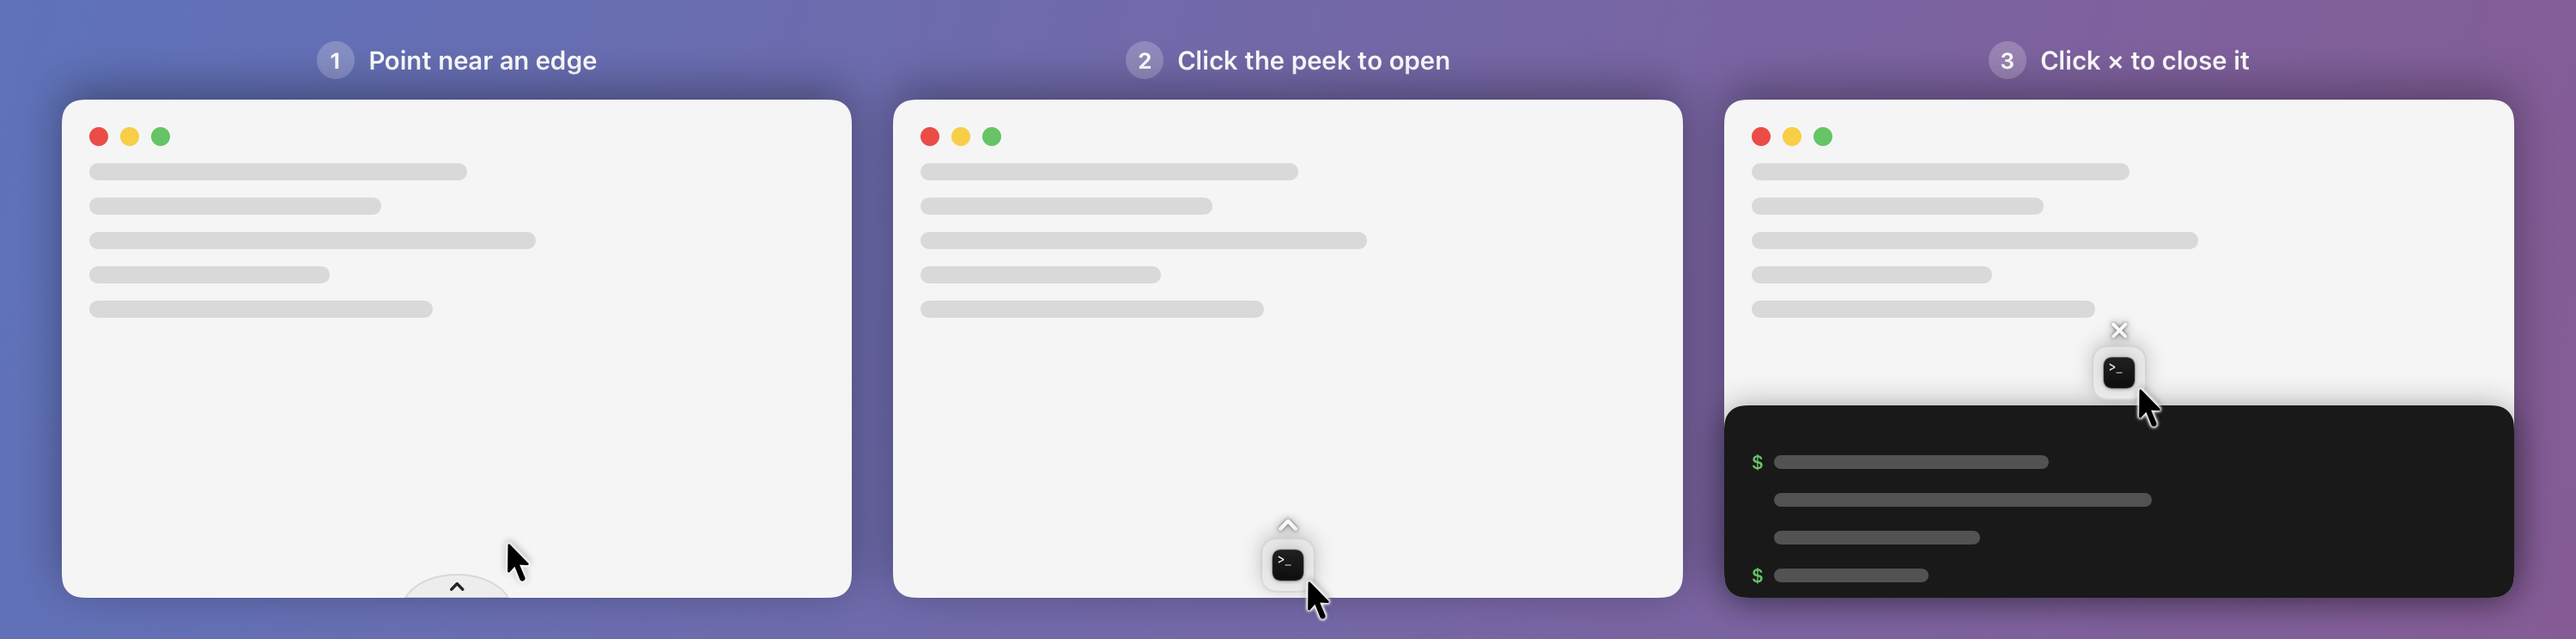 1 Point near an edge
2 Click the peek to open
3 Click × to close it
>_
>_
$
$